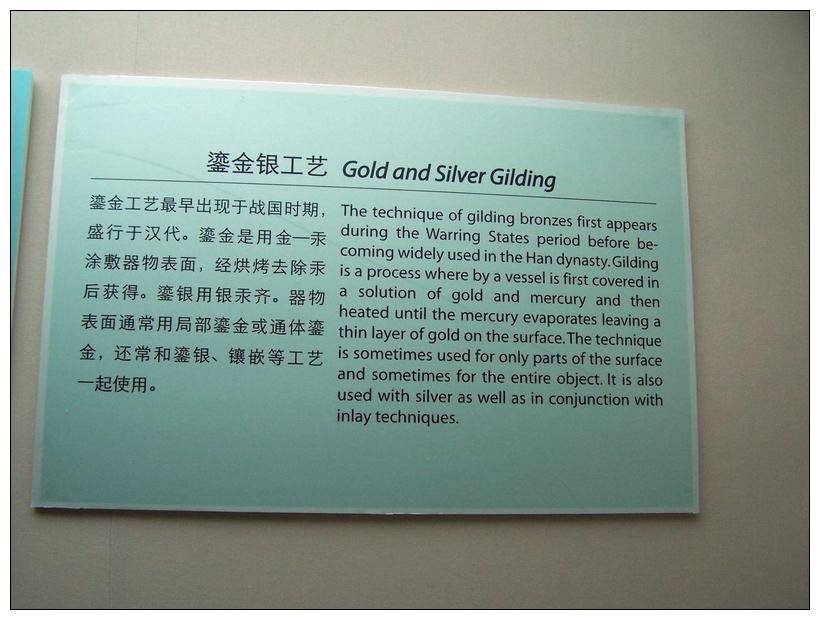 鎏金银工艺 Gold and Silver Gilding
鎏金工艺最早出现于战国时期，
盛行于汉代。鎏金是用金—汞
涂敷器物表面，经烘烤去除汞
后获得。鎏银用银汞齐。器物
表面通常用局部鎏金或通体鎏
金，还常和鎏银、镶嵌等工艺
一起使用。
The technique of gilding bronzes first appears
during the Warring States period before be-
coming widely used in the Han dynasty. Gilding
is a process where by a vessel is first covered in
a solution of gold and mercury and then
heated until the mercury evaporates leaving a
thin layer of gold on the surface. The technique
is sometimes used for only parts of the surface
and sometimes for the entire object. It is also
used with silver as well as in conjunction with
inlay techniques.